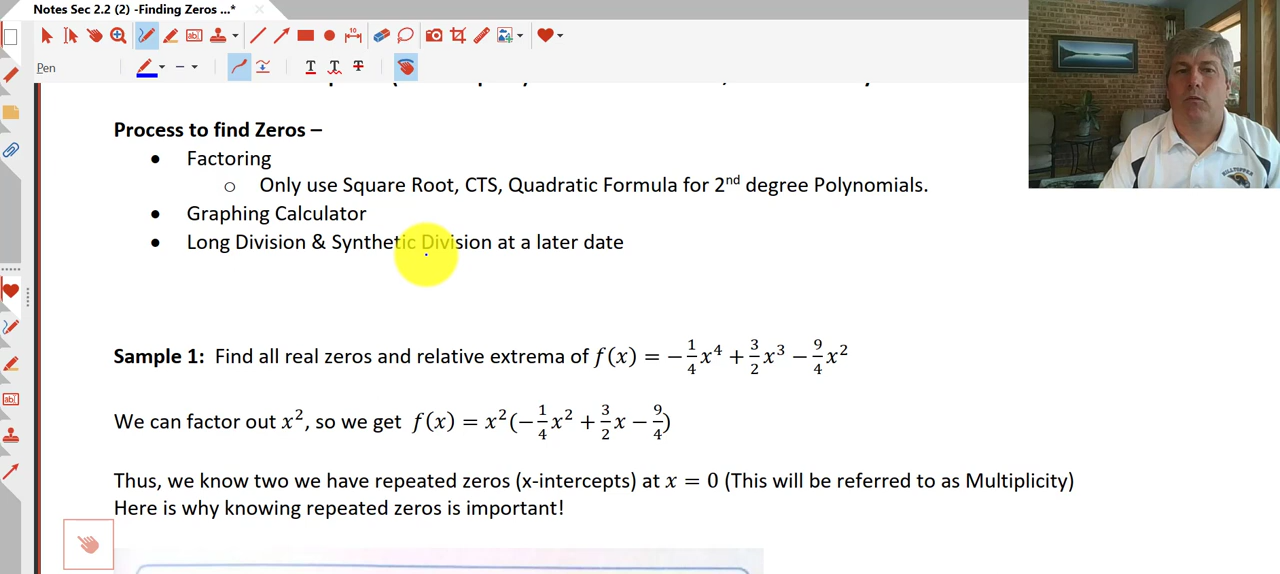 Notes Sec 2.2 (2) -Finding Zeros ...*
Pen
Process to find Zeros –
• Factoring
o Only use Square Root, CTS, Quadratic Formula for 2nd degree Polynomials.
• Graphing Calculator
• Long Division & Synthetic Division at a later date
Sample 1: Find all real zeros and relative extrema of f(x) = −1/4x⁴ + 3/2x³ − 9/4x²
We can factor out x², so we get f(x) = x²(−1/4x² + 3/2x − 9/4)
Thus, we know two we have repeated zeros (x-intercepts) at x = 0 (This will be referred to as Multiplicity)
Here is why knowing repeated zeros is important!